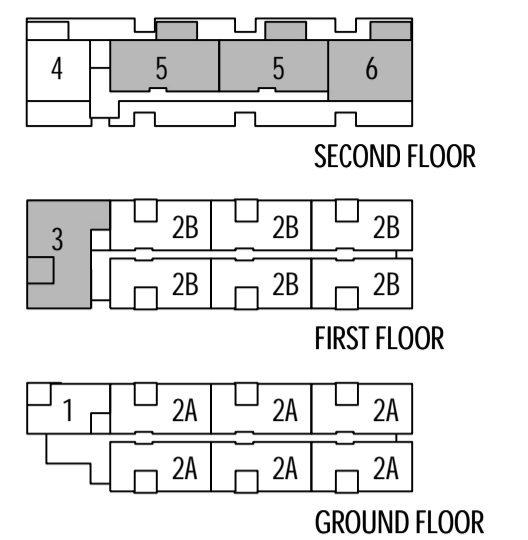 4 5 5 6
SECOND FLOOR
3 2B 2B 2B
2B 2B 2B
FIRST FLOOR
1 2A 2A 2A
2A 2A 2A
GROUND FLOOR